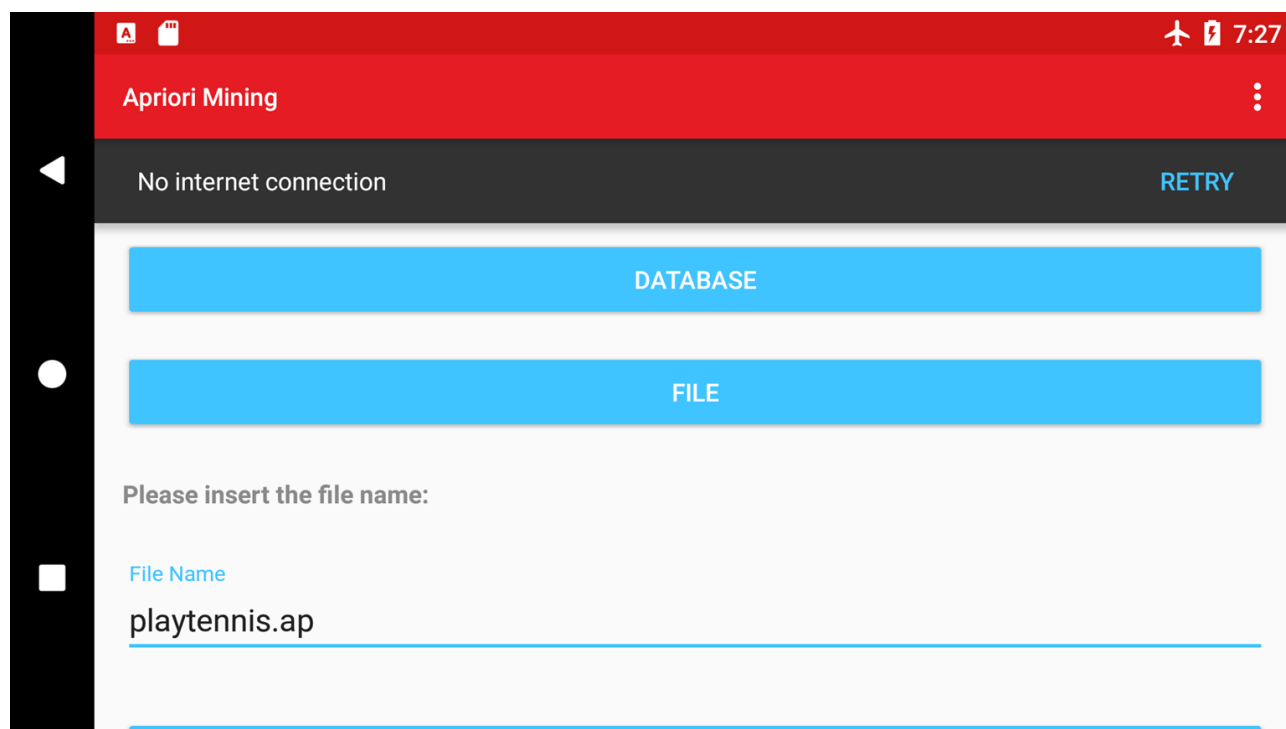 7:27
Apriori Mining
No internet connection RETRY
DATABASE
FILE
Please insert the file name:
File Name
playtennis.ap